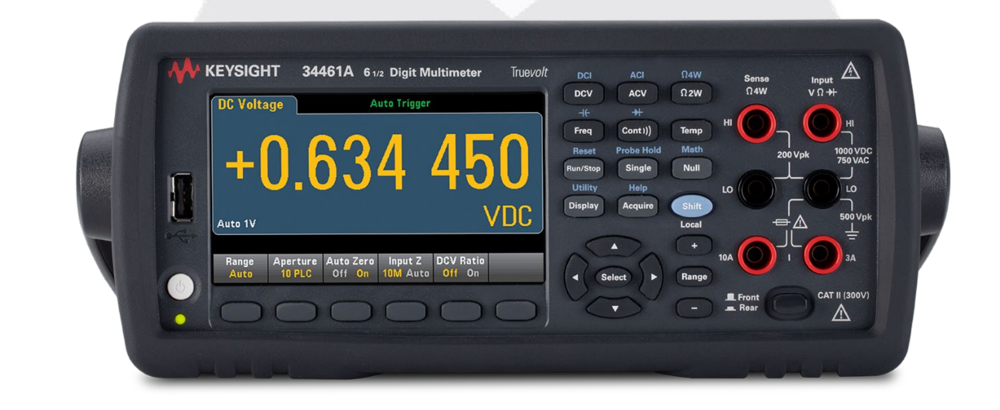 KEYSIGHT 34461A 6 1/2 Digit Multimeter Truevolt
DC Voltage Auto Trigger
+0.634 450
VDC
Auto 1V
Range Aperture Auto Zero Input Z DCV Ratio
Auto 10 PLC Off On 10M Auto Off On
DCI ACI Ω4W
DCV ACV Ω2W
Freq Cont Temp
Reset Probe Hold Math
Run/Stop Single Null
Utility Help
Display Acquire Shift
Local
+
Select Range
−
Sense Input
Ω4W V Ω
HI HI
200 Vpk 1000 VDC
750 VAC
LO LO
500 Vpk
10A I 3A
Front CAT II (300V)
Rear